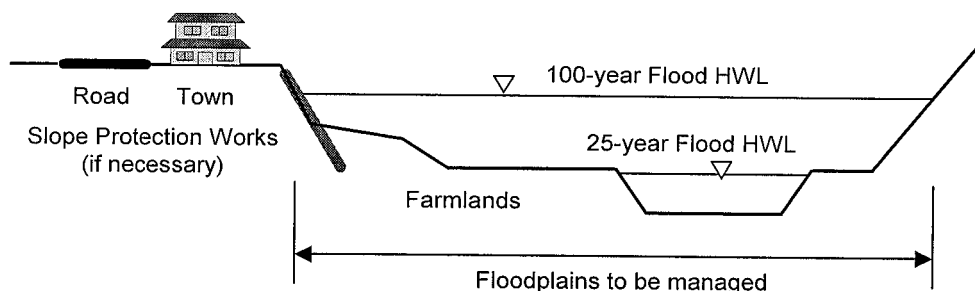 100-year Flood HWL
Road
Town
Slope Protection Works
(if necessary)
25-year Flood HWL
Farmlands
Floodplains to be managed